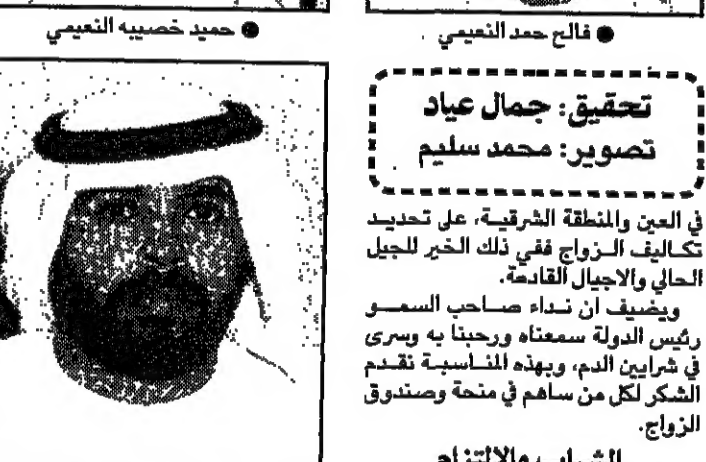 ● فالح حمد النعيمي
● حميد خصيبه النعيمي
تحقيق: جمال عياد
تصوير: محمد سليم
في العين والمنطقة الشرقية، على تحديد
تكاليف الزواج ففي ذلك الخير للجيل
الحالي والاجيال القادمة.
ويضيف ان نداء صاحب السمو
رئيس الدولة سمعناه ورحبنا به وسرى
في شرايين الدم، وبهذه المناسبة نقدم
الشكر لكل من ساهم في منحة وصندوق
الزواج.
الشباب والالتزام